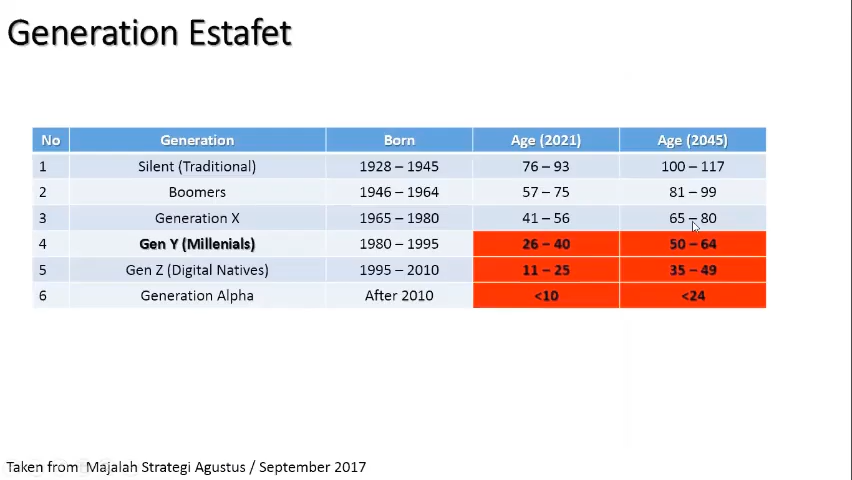 Generation Estafet
No Generation Born Age (2021) Age (2045)
1 Silent (Traditional) 1928 – 1945 76 – 93 100 – 117
2 Boomers 1946 – 1964 57 – 75 81 – 99
3 Generation X 1965 – 1980 41 – 56 65 – 80
4 Gen Y (Millenials) 1980 – 1995 26 – 40 50 – 64
5 Gen Z (Digital Natives) 1995 – 2010 11 – 25 35 – 49
6 Generation Alpha After 2010 <10 <24
Taken from Majalah Strategi Agustus / September 2017